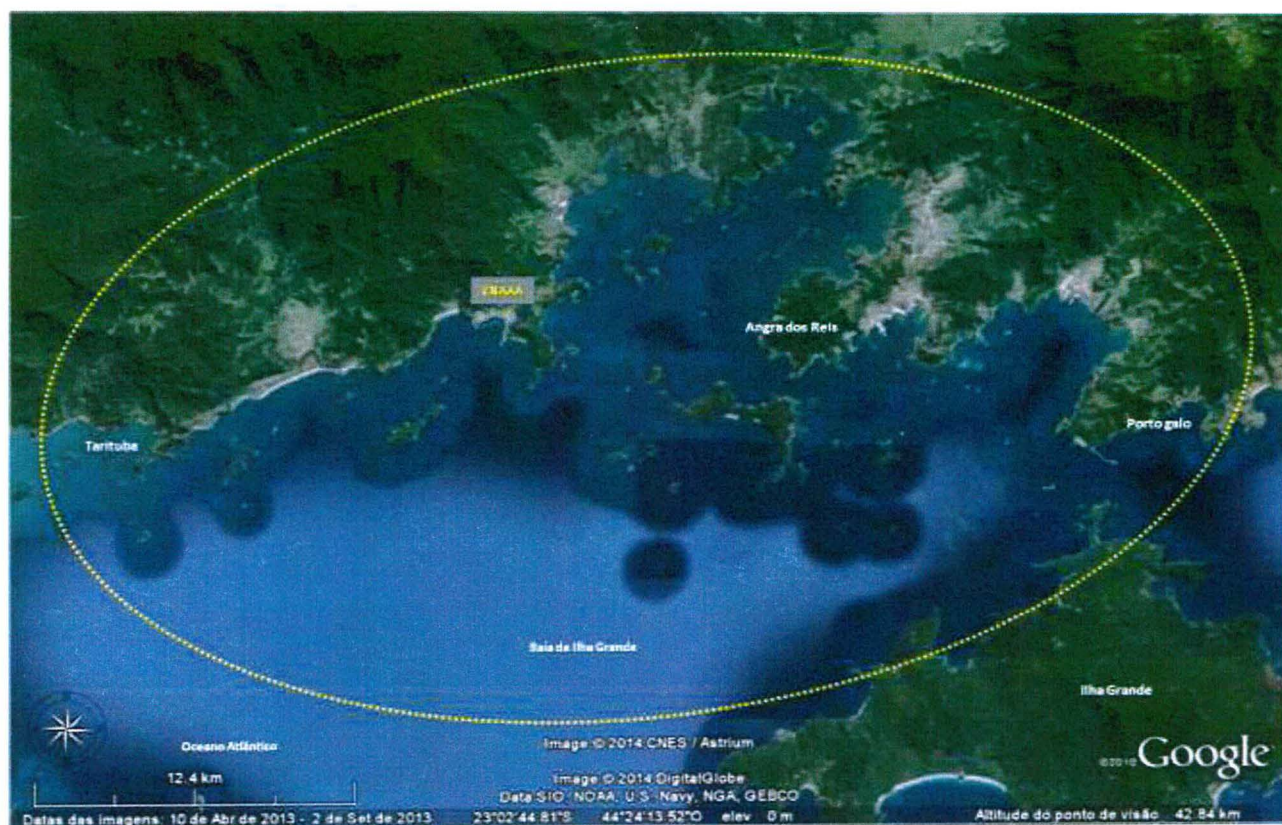 CNAAA
Angra dos Reis
Porto galo
Tarituba
Baia de Ilha Grande
Ilha Grande
Oceano Atlântico
Image © 2014 CNES / Astrium
©2010 Google
12.4 km
Image © 2014 DigitalGlobe
Data SIO, NOAA, U.S. Navy, NGA, GEBCO
Datas das imagens: 10 de Abr de 2013 - 2 de Set de 2013 23°02'44.81"S 44°24'13.52"O elev 0 m Altitude do ponto de visão 42.84 km